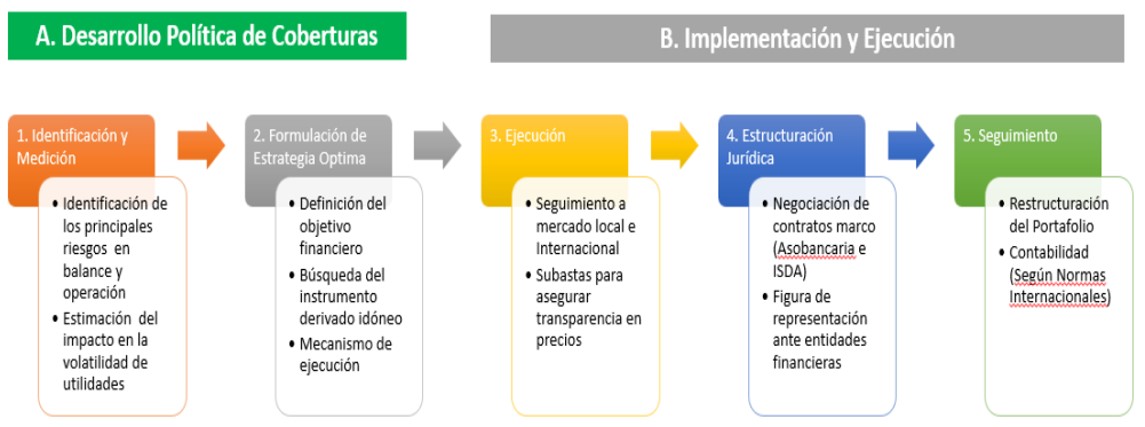 A. Desarrollo Política de Coberturas
B. Implementación y Ejecución
1. Identificación y
Medición
• Identificación de
los principales
riesgos en
balance y
operación
• Estimación del
impacto en la
volatilidad de
utilidades
2. Formulación de
Estrategia Optima
• Definición del
objetivo
financiero
• Búsqueda del
instrumento
derivado idóneo
• Mecanismo de
ejecución
3. Ejecución
• Seguimiento a
mercado local e
Internacional
• Subastas para
asegurar
transparencia en
precios
4. Estructuración
Jurídica
• Negociación de
contratos marco
(Asobancaria e
ISDA)
• Figura de
representación
ante entidades
financieras
5. Seguimiento
• Restructuración
del Portafolio
• Contabilidad
(Según Normas
Internacionales)